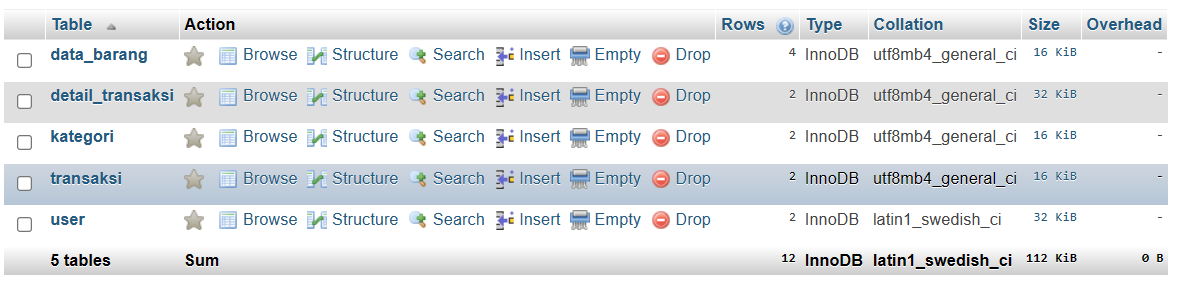 Table Action Rows Type Collation Size Overhead
data_barang Browse Structure Search Insert Empty Drop 4 InnoDB utf8mb4_general_ci 16 KiB -
detail_transaksi Browse Structure Search Insert Empty Drop 2 InnoDB utf8mb4_general_ci 32 KiB -
kategori Browse Structure Search Insert Empty Drop 2 InnoDB utf8mb4_general_ci 16 KiB -
transaksi Browse Structure Search Insert Empty Drop 2 InnoDB utf8mb4_general_ci 16 KiB -
user Browse Structure Search Insert Empty Drop 2 InnoDB latin1_swedish_ci 32 KiB -
5 tables Sum 12 InnoDB latin1_swedish_ci 112 KiB 0 B